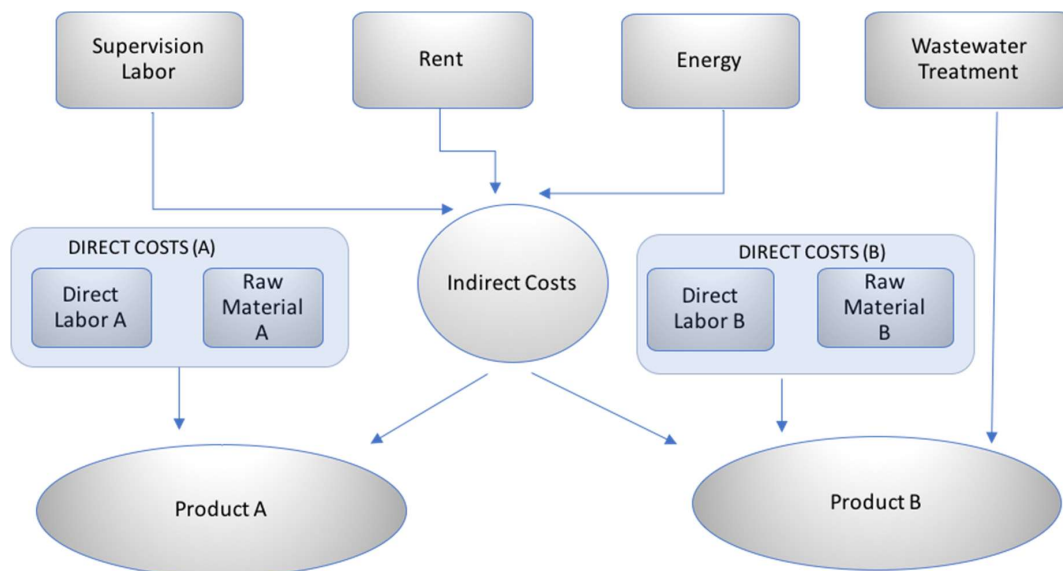 Supervision
Labor
Rent
Energy
Wastewater
Treatment
DIRECT COSTS (A)
Direct
Labor A
Raw
Material
A
Indirect Costs
DIRECT COSTS (B)
Direct
Labor B
Raw
Material
B
Product A
Product B